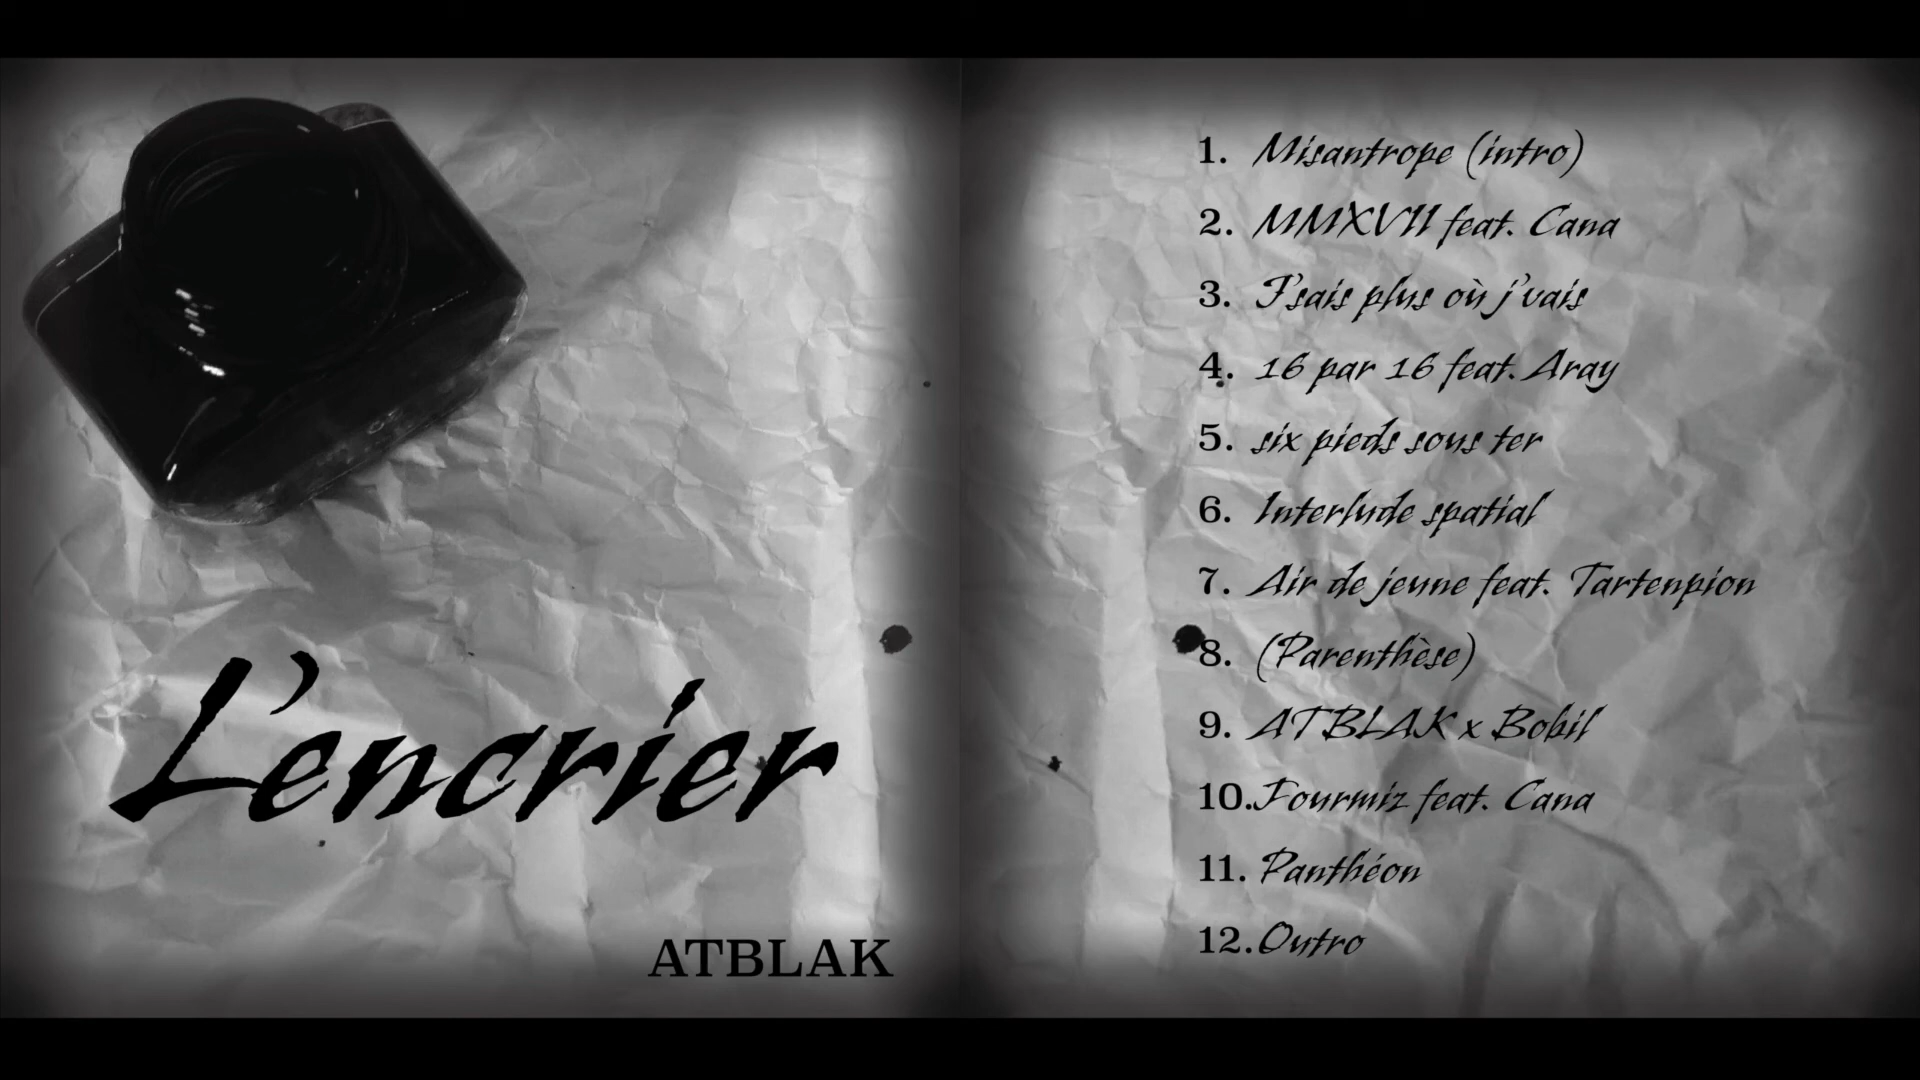 L'encrier
ATBLAK
1. Misantrope (intro)
2. MMXVII feat. Cana
3. J'sais plus où j'vais
4. 16 par 16 feat. Aray
5. six pieds sous ter
6. Interlude spatial
7. Air de jeune feat. Tartenpion
8. (Parenthèse)
9. ATBLAK x Bobil
10. Fourmiz feat. Cana
11. Panthéon
12. Outro